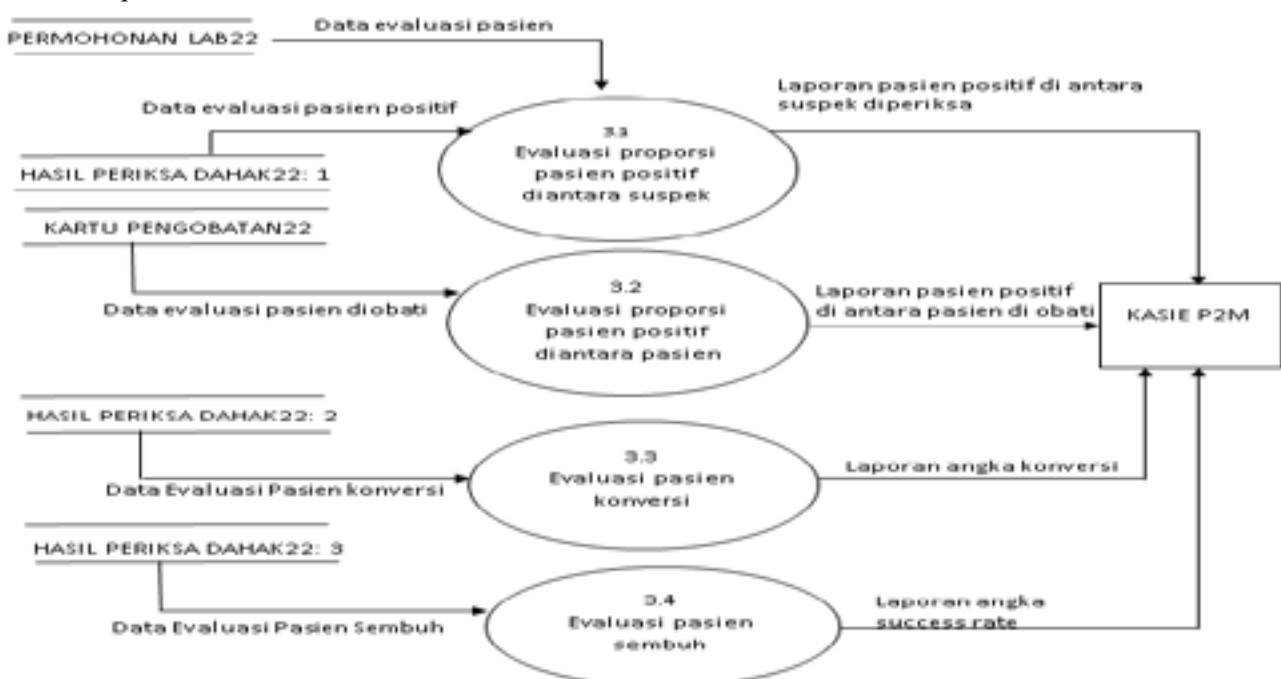 PERMOHONAN LAB22
Data evaluasi pasien
Data evaluasi pasien positif
Laporan pasien positif di antara
suspek diperiksa
3.1
Evaluasi proporsi
pasien positif
diantara suspek
HASIL PERIKSA DAHAK22: 1
KARTU PENGOBATAN22
Data evaluasi pasien di obati
3.2
Evaluasi proporsi
pasien positif
diantara pasien
Laporan pasien positif
di antara pasien di obati
KASIE P2M
HASIL PERIKSA DAHAK22: 2
Data Evaluasi Pasien konversi
3.3
Evaluasi pasien
konversi
Laporan angka konversi
HASIL PERIKSA DAHAK22: 3
Data Evaluasi Pasien Sembuh
3.4
Evaluasi pasien
sembuh
Laporan angka
success rate